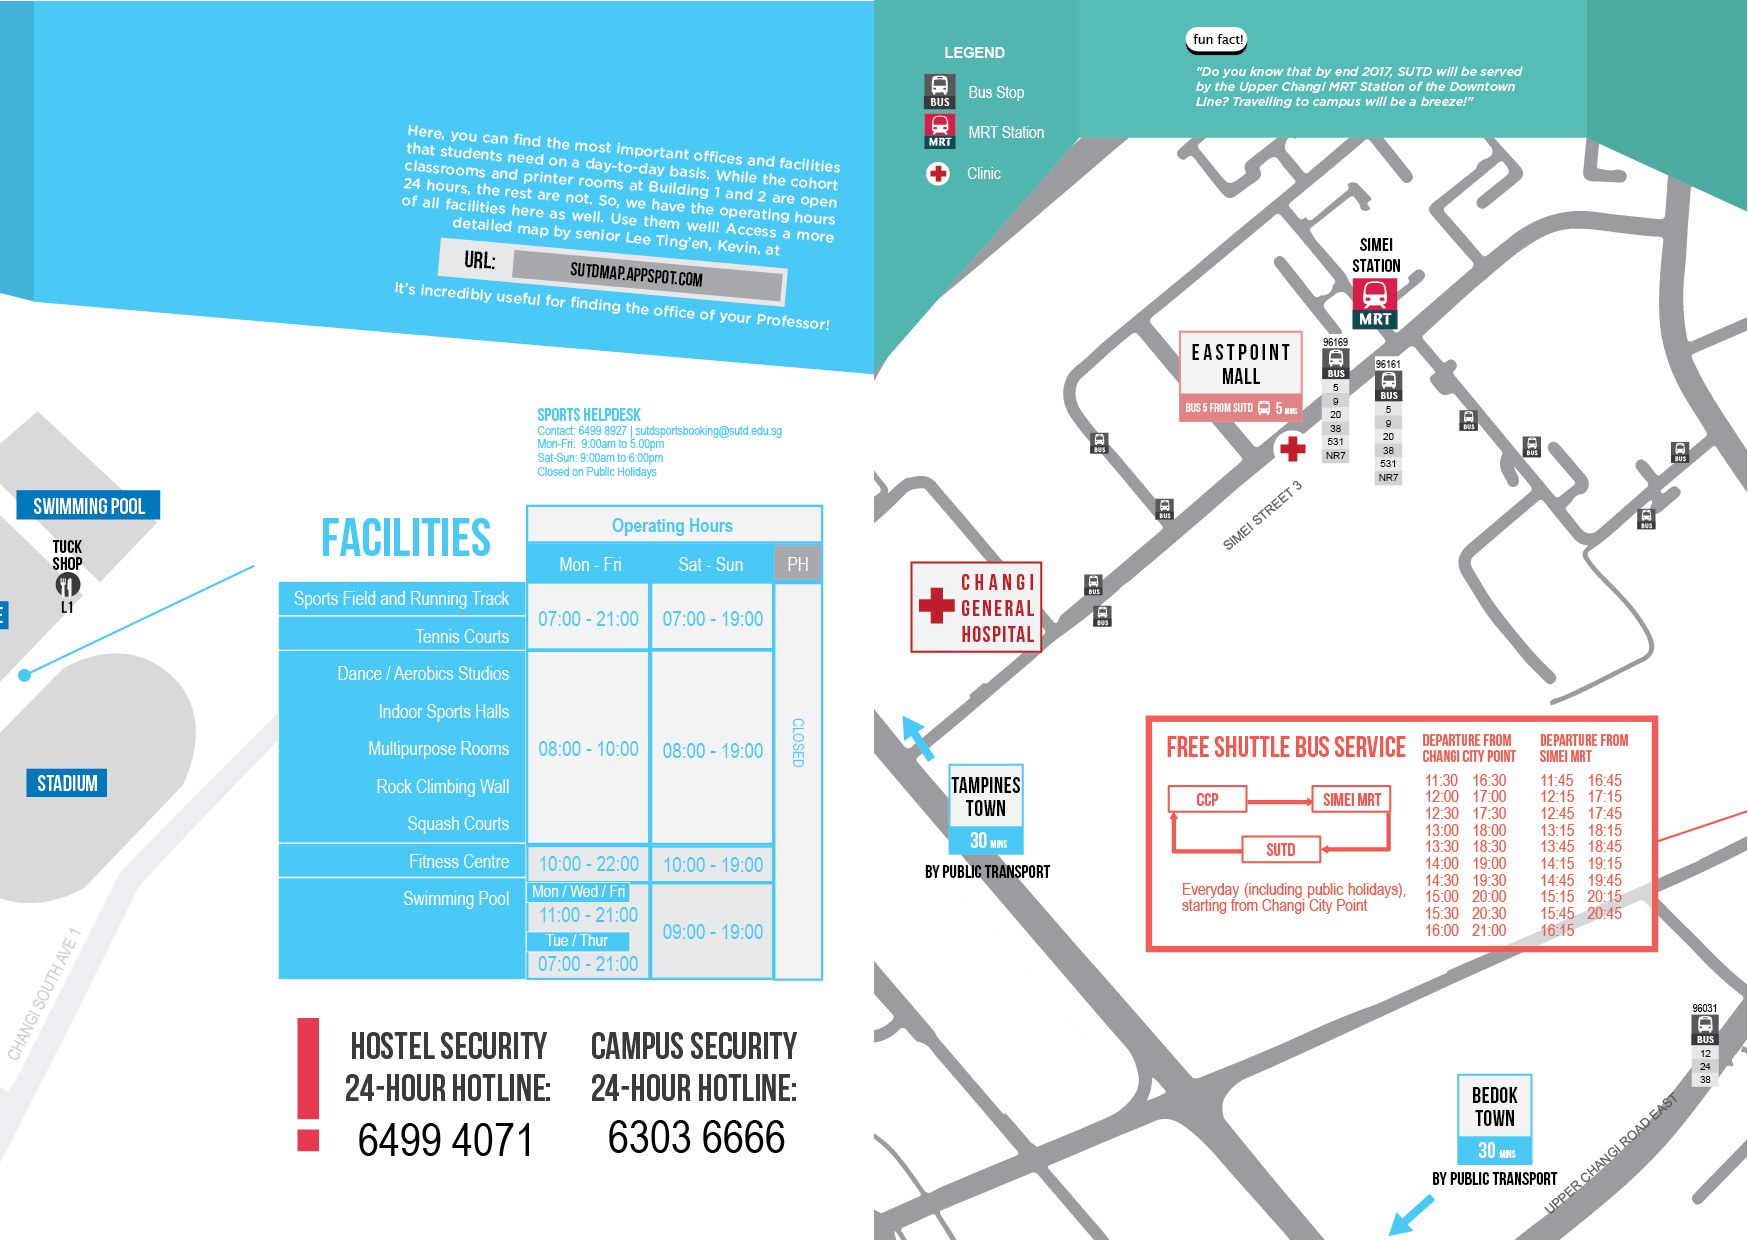 Here, you can find the most important offices and facilities
that students need on a day-to-day basis. While the cohort
classrooms and printer rooms at Building 1 and 2 are open
24 hours, the rest are not. So, we have the operating hours
of all facilities here as well. Use them well! Access a more
detailed map by senior Lee Ting'en, Kevin, at
URL: SUTDMAP.APPSPOT.COM
It's incredibly useful for finding the office of your Professor!
SPORTS HELPDESK
Contact: 6499 8927 | sutdsportsbooking@sutd.edu.sg
Mon-Fri: 9:00am to 5.00pm
Sat-Sun: 9:00am to 6:00pm
Closed on Public Holidays
SWIMMING POOL
TUCK
SHOP
L1
E
STADIUM
CHANGI SOUTH AVE 1
FACILITIES
Operating Hours
Mon - Fri Sat - Sun PH
Sports Field and Running Track
07:00 - 21:00 07:00 - 19:00
Tennis Courts
Dance / Aerobics Studios
Indoor Sports Halls
Multipurpose Rooms
08:00 - 10:00 08:00 - 19:00
CLOSED
Rock Climbing Wall
Squash Courts
Fitness Centre 10:00 - 22:00 10:00 - 19:00
Swimming Pool
Mon / Wed / Fri
11:00 - 21:00
Tue / Thur
07:00 - 21:00
09:00 - 19:00
HOSTEL SECURITY
24-HOUR HOTLINE:
6499 4071
CAMPUS SECURITY
24-HOUR HOTLINE:
6303 6666
LEGEND
BUS Bus Stop
MRT MRT Station
Clinic
fun fact!
"Do you know that by end 2017, SUTD will be served
by the Upper Changi MRT Station of the Downtown
Line? Travelling to campus will be a breeze!"
SIMEI
STATION
MRT
EASTPOINT
MALL
BUS 5 FROM SUTD 5 MINS
96169
BUS
5
9
20
38
531
NR7
96161
BUS
5
9
20
38
531
NR7
BUS
BUS
BUS
BUS
BUS
BUS
BUS
BUS
SIMEI STREET 3
CHANGI
GENERAL
HOSPITAL
TAMPINES
TOWN
30 MINS
BY PUBLIC TRANSPORT
FREE SHUTTLE BUS SERVICE
CCP
SIMEI MRT
SUTD
Everyday (including public holidays),
starting from Changi City Point
DEPARTURE FROM
CHANGI CITY POINT
11:30 16:30
12:00 17:00
12:30 17:30
13:00 18:00
13:30 18:30
14:00 19:00
14:30 19:30
15:00 20:00
15:30 20:30
16:00 21:00
DEPARTURE FROM
SIMEI MRT
11:45 16:45
12:15 17:15
12:45 17:45
13:15 18:15
13:45 18:45
14:15 19:15
14:45 19:45
15:15 20:15
15:45 20:45
16:15
96031
BUS
12
24
38
BEDOK
TOWN
30 MINS
BY PUBLIC TRANSPORT
UPPER CHANGI ROAD EAST